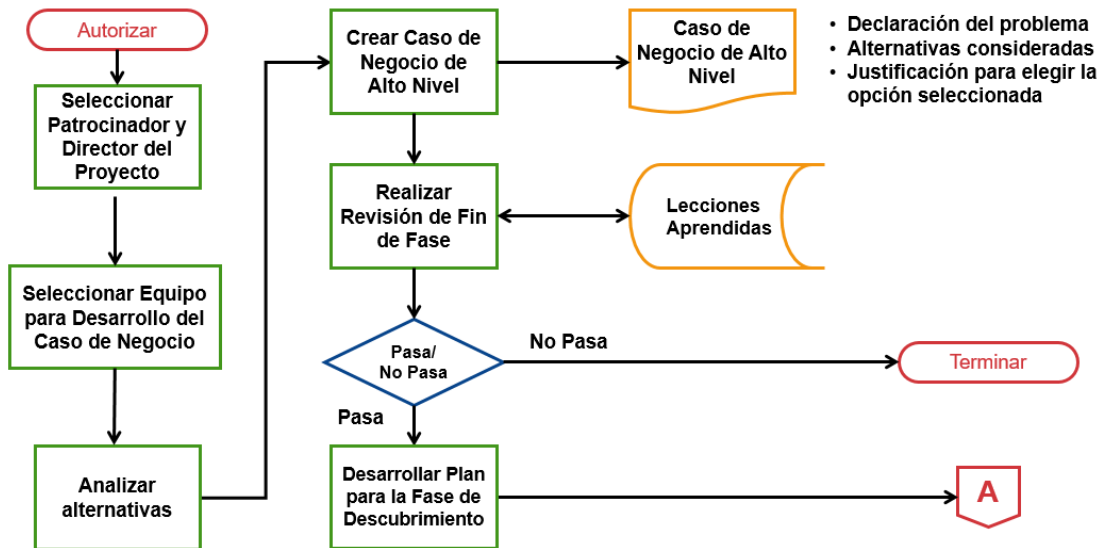 Autorizar
Seleccionar
Patrocinador y
Director del
Proyecto
Seleccionar Equipo
para Desarrollo del
Caso de Negocio
Analizar
alternativas
Crear Caso de
Negocio de
Alto Nivel
Caso de
Negocio de Alto
Nivel
• Declaración del problema
• Alternativas consideradas
• Justificación para elegir la
opción seleccionada
Realizar
Revisión de Fin
de Fase
Lecciones
Aprendidas
Pasa/
No Pasa
No Pasa
Terminar
Pasa
Desarrollar Plan
para la Fase de
Descubrimiento
A